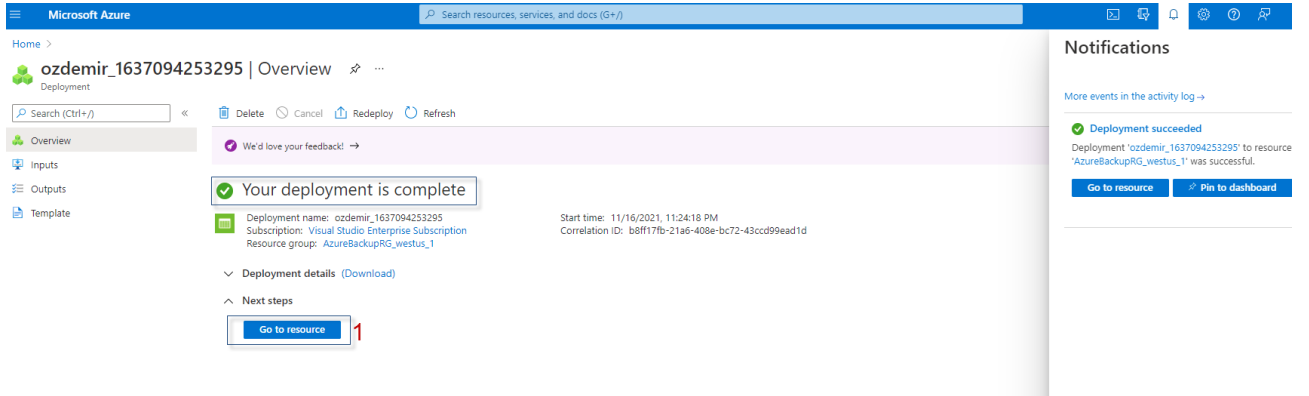 Microsoft Azure
Search resources, services, and docs (G+/)
Home >
ozdemir_1637094253295 | Overview
Deployment
Search (Ctrl+/)
Overview
Inputs
Outputs
Template
Delete Cancel Redeploy Refresh
We'd love your feedback! →
Your deployment is complete
Deployment name: ozdemir_1637094253295
Subscription: Visual Studio Enterprise Subscription
Resource group: AzureBackupRG_westus_1
Start time: 11/16/2021, 11:24:18 PM
Correlation ID: b8ff17fb-21a6-408e-bc72-43ccd99ead1d
Deployment details (Download)
Next steps
Go to resource 1
Notifications
More events in the activity log →
Deployment succeeded
Deployment 'ozdemir_1637094253295' to resource
'AzureBackupRG_westus_1' was successful.
Go to resource Pin to dashboard